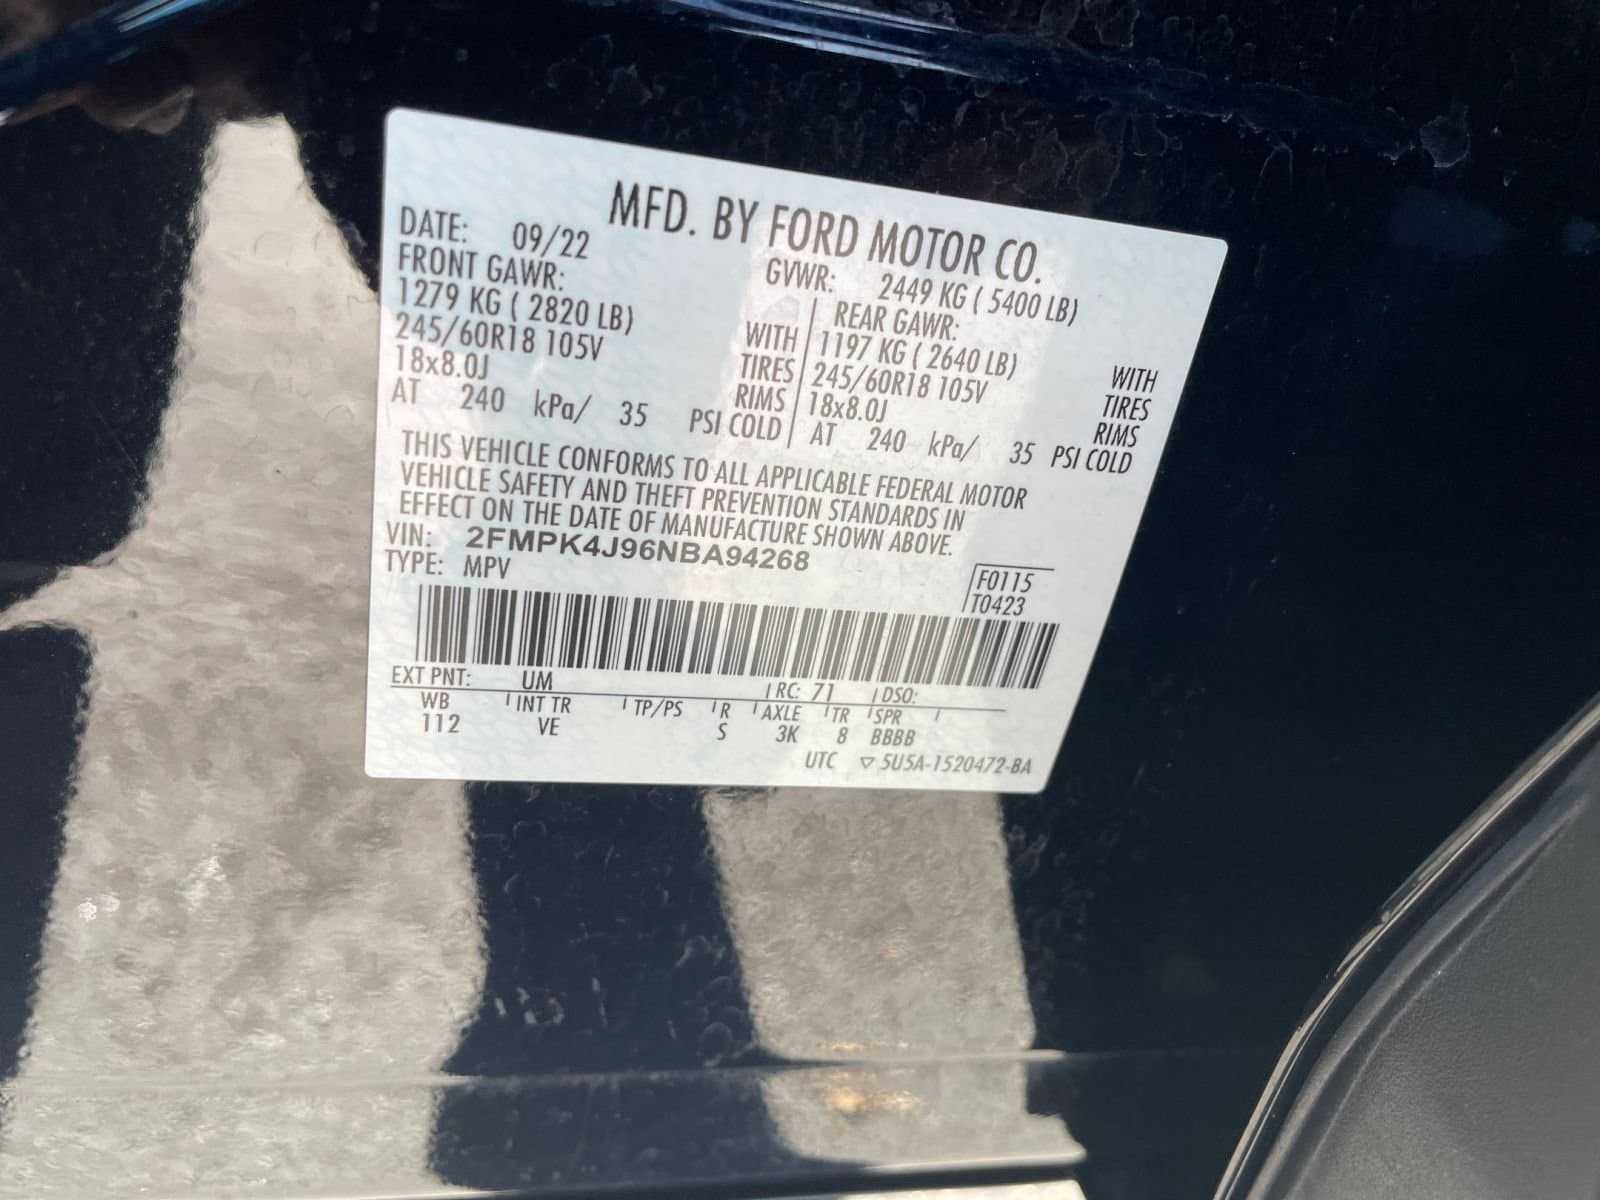 MFD. BY FORD MOTOR CO.
DATE: 09/22 GVWR: 2449 KG ( 5400 LB)
FRONT GAWR: REAR GAWR:
1279 KG ( 2820 LB) WITH 1197 KG ( 2640 LB) WITH
245/60R18 105V TIRES 245/60R18 105V TIRES
18x8.0J RIMS 18x8.0J RIMS
AT 240 kPa/ 35 PSI COLD AT 240 kPa/ 35 PSI COLD
THIS VEHICLE CONFORMS TO ALL APPLICABLE FEDERAL MOTOR
VEHICLE SAFETY AND THEFT PREVENTION STANDARDS IN
EFFECT ON THE DATE OF MANUFACTURE SHOWN ABOVE.
VIN: 2FMPK4J96NBA94268
TYPE: MPV
F0115
T0423
EXT PNT: UM RC: 71 DSO:
WB INT TR TP/PS R AXLE TR SPR
112 VE S 3K 8 BBBB
UTC ▽ 5U5A-1520472-BA